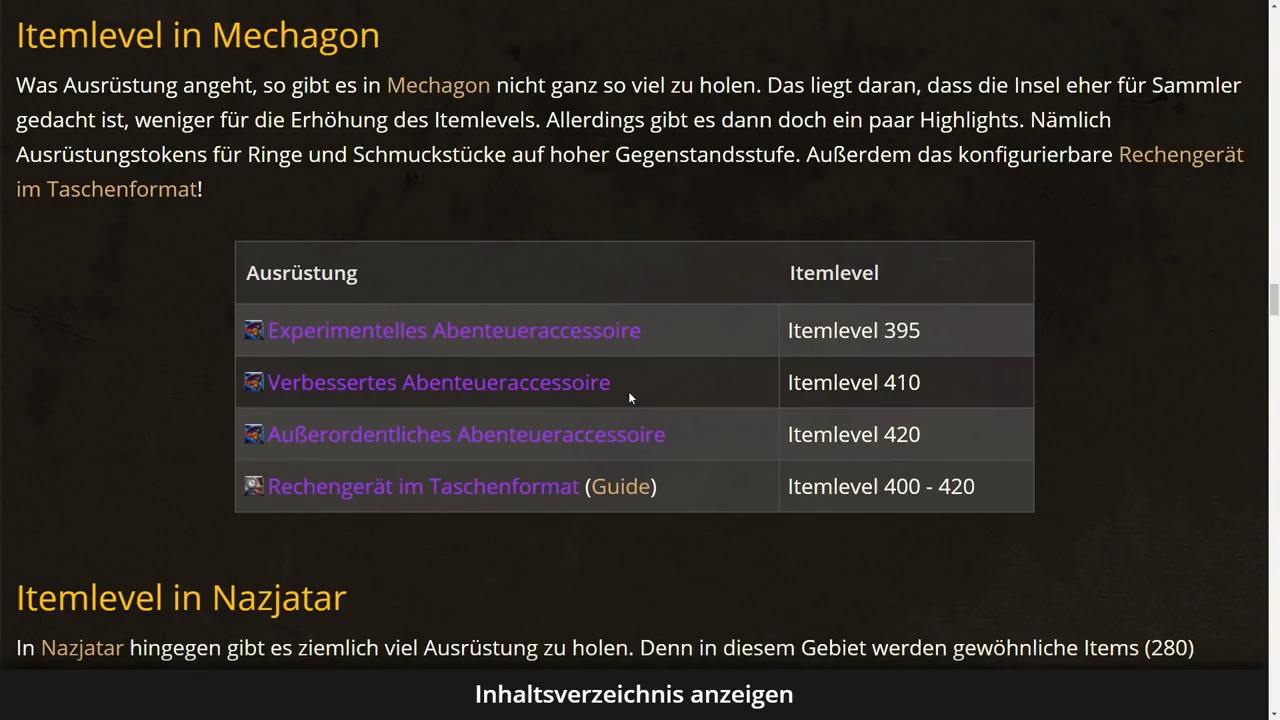 Itemlevel in Mechagon
Was Ausrüstung angeht, so gibt es in Mechagon nicht ganz so viel zu holen. Das liegt daran, dass die Insel eher für Sammler
gedacht ist, weniger für die Erhöhung des Itemlevels. Allerdings gibt es dann doch ein paar Highlights. Nämlich
Ausrüstungstokens für Ringe und Schmuckstücke auf hoher Gegenstandsstufe. Außerdem das konfigurierbare Rechengerät
im Taschenformat!
Ausrüstung Itemlevel
Experimentelles Abenteueraccessoire Itemlevel 395
Verbessertes Abenteueraccessoire Itemlevel 410
Außerordentliches Abenteueraccessoire Itemlevel 420
Rechengerät im Taschenformat (Guide) Itemlevel 400 - 420
Itemlevel in Nazjatar
In Nazjatar hingegen gibt es ziemlich viel Ausrüstung zu holen. Denn in diesem Gebiet werden gewöhnliche Items (280)
Inhaltsverzeichnis anzeigen